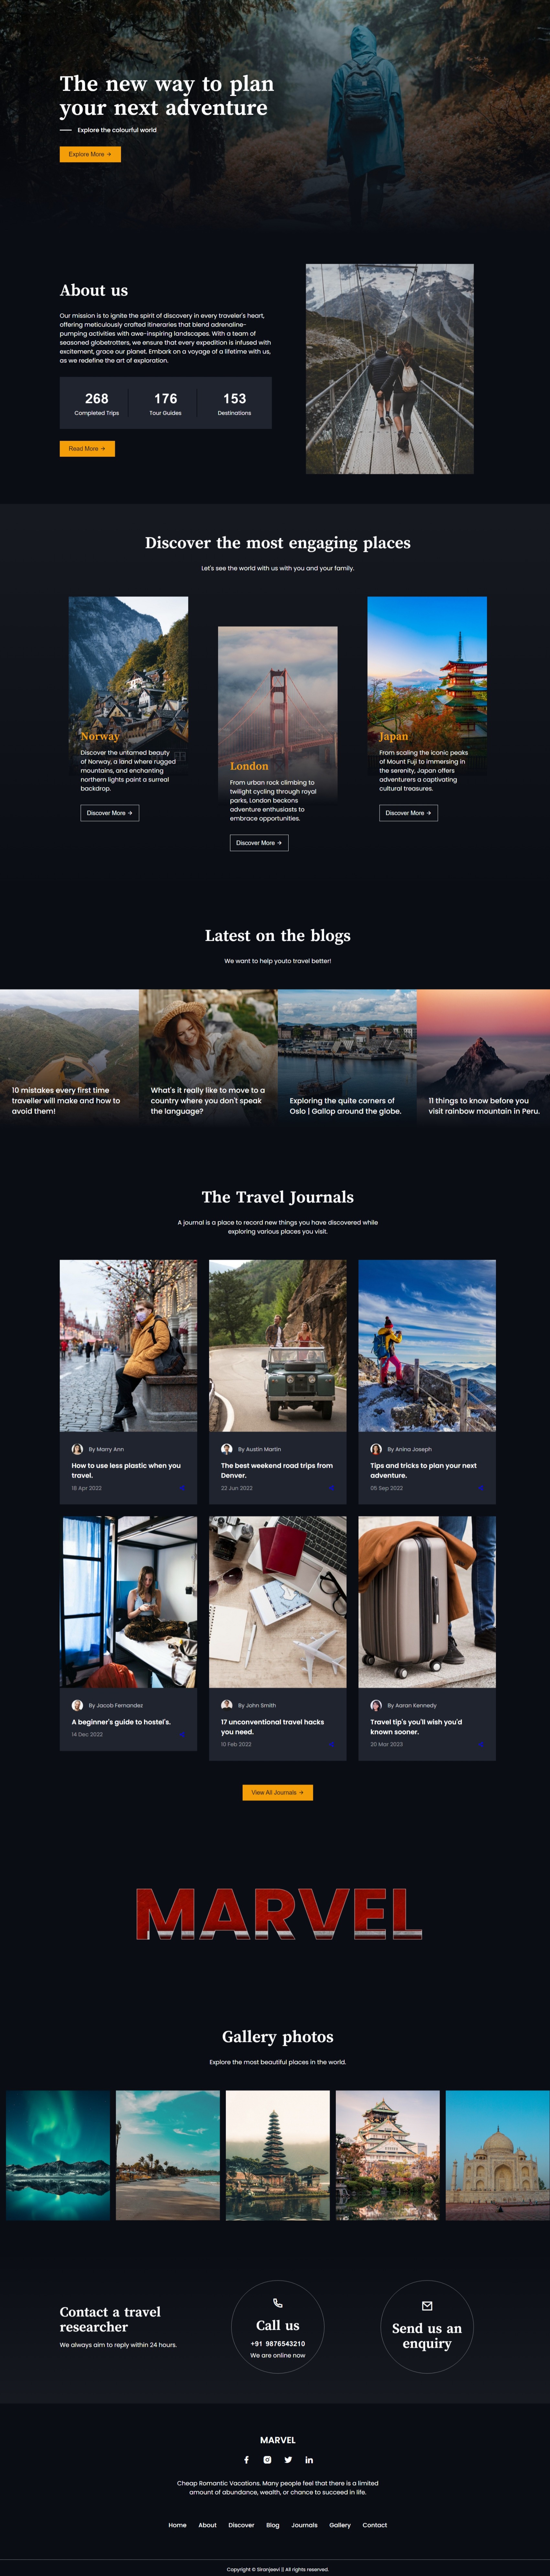 The new way to plan
your next adventure
Explore the colourful world
Explore More →
About us
Our mission is to ignite the spirit of discovery in every traveler's heart,
offering meticulously crafted itineraries that blend adrenaline-
pumping activities with awe-inspiring landscapes. With a team of
seasoned globetrotters, we ensure that every expedition is infused with
excitement, grace our planet. Embark on a voyage of a lifetime with us,
as we redefine the art of exploration.
268 176 153
Completed Trips Tour Guides Destinations
Read More →
Discover the most engaging places
Let's see the world with us with you and your family.
Norway
Discover the untamed beauty
of Norway, a land where rugged
mountains, and enchanting
northern lights paint a surreal
backdrop.
Discover More →
London
From urban rock climbing to
twilight cycling through royal
parks, London beckons
adventure enthusiasts to
embrace opportunities.
Discover More →
Japan
From scaling the iconic peaks
of Mount Fuji to immersing in
the serenity, Japan offers
adventurers a captivating
cultural treasures.
Discover More →
Latest on the blogs
We want to help youto travel better!
10 mistakes every first time
traveller will make and how to
avoid them!
What's it really like to move to a
country where you don't speak
the language?
Exploring the quite corners of
Oslo | Gallop around the globe.
11 things to know before you
visit rainbow mountain in Peru.
The Travel Journals
A journal is a place to record new things you have discovered while
exploring various places you visit.
By Marry Ann
How to use less plastic when you
travel.
16 Apr 2022
By Austin Martin
The best weekend road trips from
Denver.
22 Jun 2022
By Anina Joseph
Tips and tricks to plan your next
adventure.
05 Sep 2022
By Jacob Fernandez
A beginner's guide to hostel's.
14 Dec 2022
By John Smith
17 unconventional travel hacks
you need.
10 Feb 2022
By Aaran Kennedy
Travel tip's you'll wish you'd
known sooner.
20 Mar 2023
View All Journals →
MARVEL
Gallery photos
Explore the most beautiful places in the world.
Contact a travel
researcher
We always aim to reply within 24 hours.
Call us
+91 9876543210
We are online now
Send us an
enquiry
MARVEL
Cheap Romantic Vacations. Many people feel that there is a limited
amount of abundance, wealth, or chance to succeed in life.
Home About Discover Blog Journals Gallery Contact
Copyright © Siranjeevi || All rights reserved.